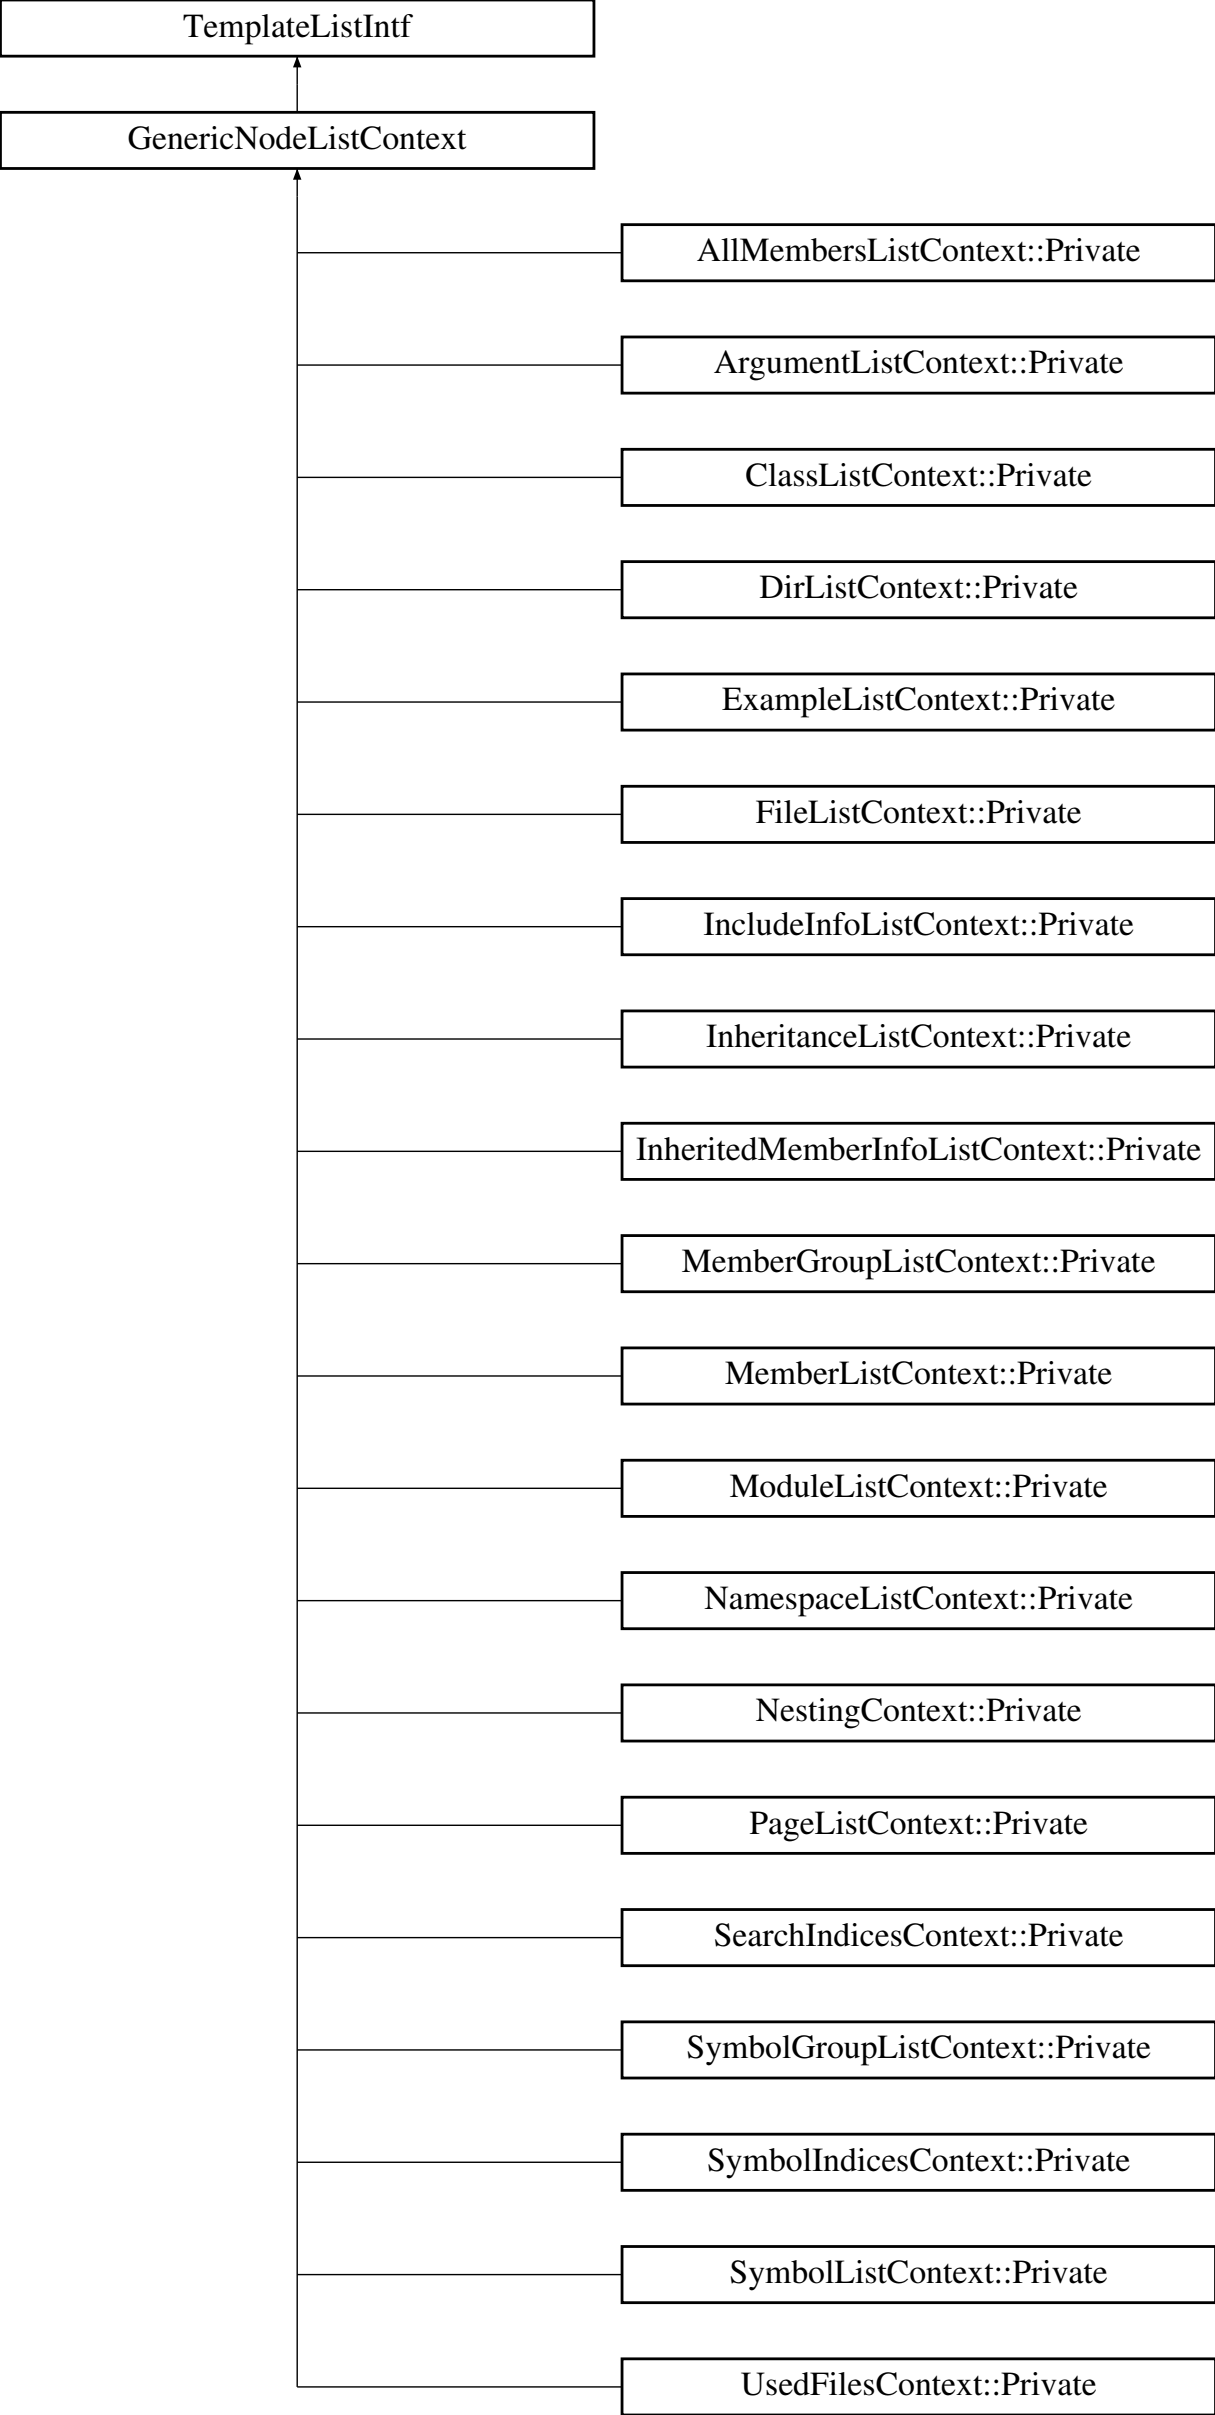 TemplateListIntf
GenericNodeListContext
AllMembersListContext::Private
ArgumentListContext::Private
ClassListContext::Private
DirListContext::Private
ExampleListContext::Private
FileListContext::Private
IncludeInfoListContext::Private
InheritanceListContext::Private
InheritedMemberInfoListContext::Private
MemberGroupListContext::Private
MemberListContext::Private
ModuleListContext::Private
NamespaceListContext::Private
NestingContext::Private
PageListContext::Private
SearchIndicesContext::Private
SymbolGroupListContext::Private
SymbolIndicesContext::Private
SymbolListContext::Private
UsedFilesContext::Private